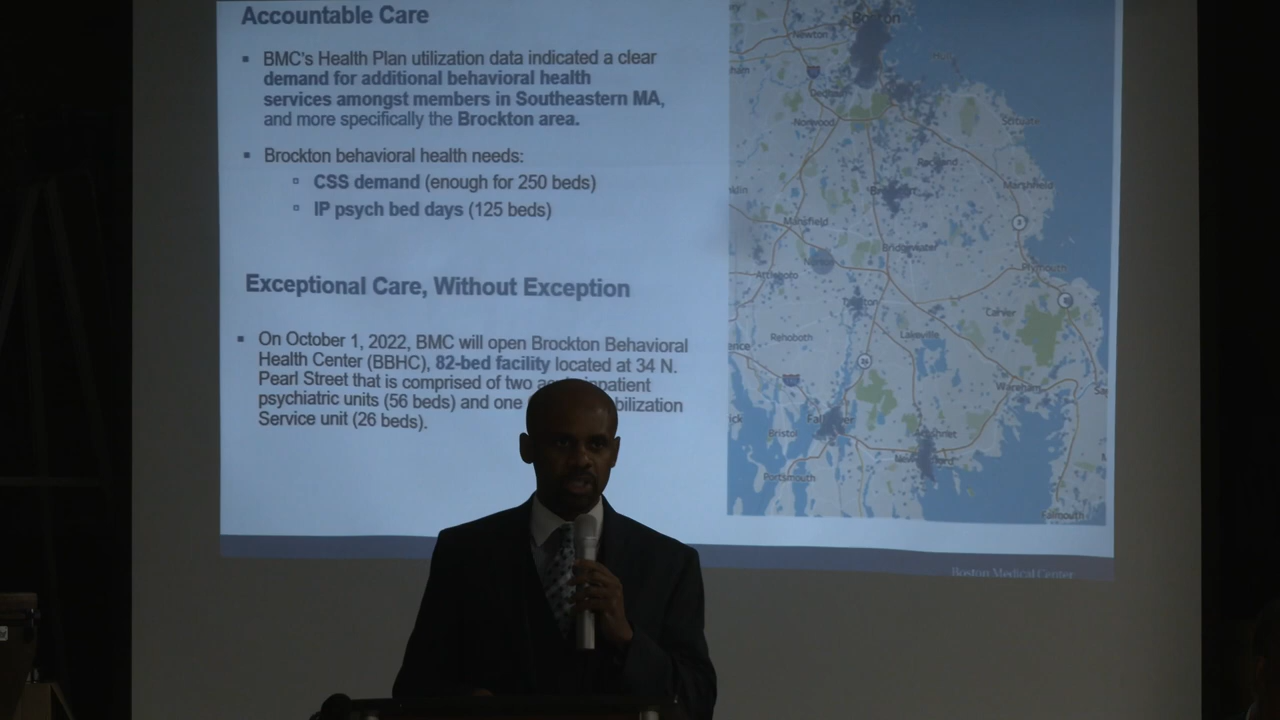 Accountable Care
▪ BMC's Health Plan utilization data indicated a clear
demand for additional behavioral health
services amongst members in Southeastern MA,
and more specifically the Brockton area.
▪ Brockton behavioral health needs:
▫ CSS demand (enough for 250 beds)
▫ IP psych bed days (125 beds)
Exceptional Care, Without Exception
▪ On October 1, 2022, BMC will open Brockton Behavioral
Health Center (BBHC), 82-bed facility located at 34 N.
Pearl Street that is comprised of two inpatient
psychiatric units (56 beds) and one bilization
Service unit (26 beds).
Boston
Newton
Norwood
Scituate
Rockland
Marshfield
Mansfield
Bridgewater
Plymouth
Attleboro
Carver
Rehoboth
Lakeville
Wareham
Bristol
Portsmouth
Falmouth
Boston Medical Center